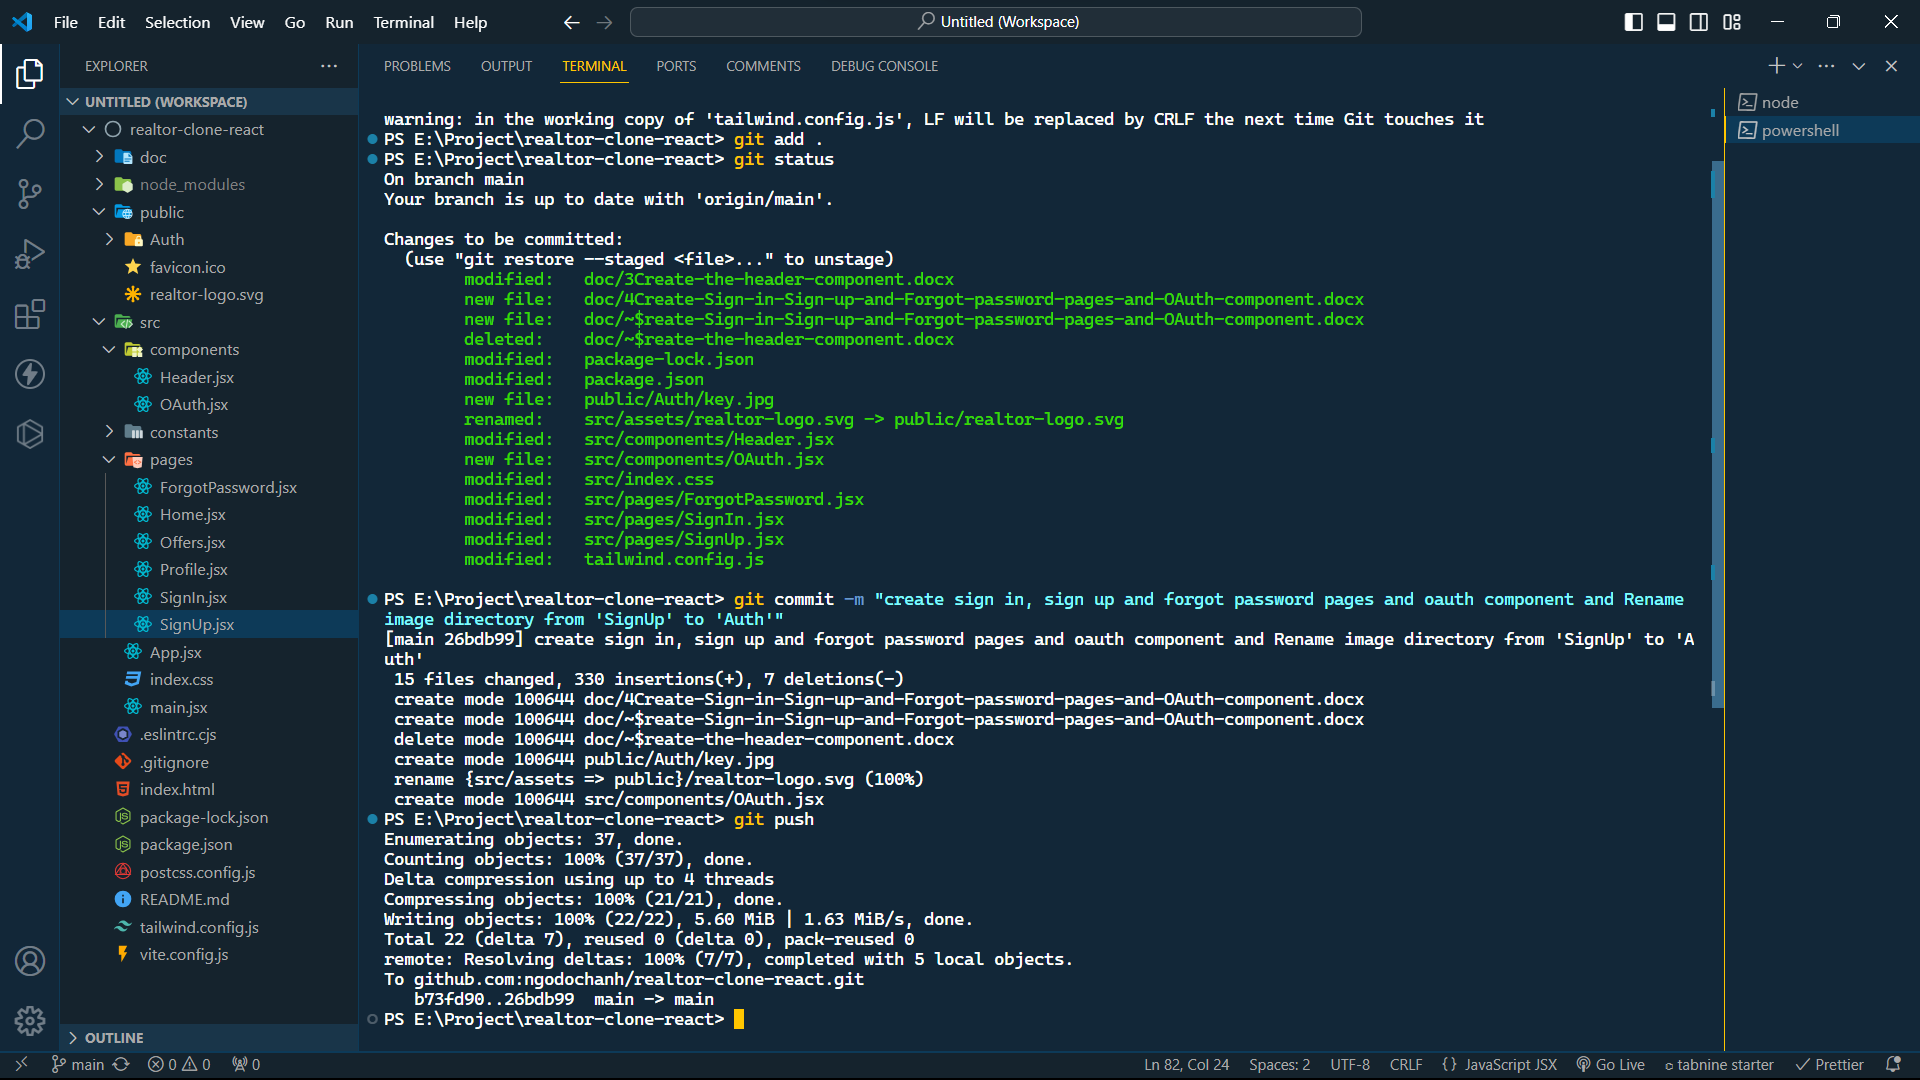 File Edit Selection View Go Run Terminal Help
Untitled (Workspace)
EXPLORER
UNTITLED (WORKSPACE)
realtor-clone-react
doc
node_modules
public
Auth
favicon.ico
realtor-logo.svg
src
components
Header.jsx
OAuth.jsx
constants
pages
ForgotPassword.jsx
Home.jsx
Offers.jsx
Profile.jsx
SignIn.jsx
SignUp.jsx
App.jsx
index.css
main.jsx
.eslintrc.cjs
.gitignore
index.html
package-lock.json
package.json
postcss.config.js
README.md
tailwind.config.js
vite.config.js
OUTLINE
PROBLEMS OUTPUT TERMINAL PORTS COMMENTS DEBUG CONSOLE
warning: in the working copy of 'tailwind.config.js', LF will be replaced by CRLF the next time Git touches it
PS E:\Project\realtor-clone-react> git add .
PS E:\Project\realtor-clone-react> git status
On branch main
Your branch is up to date with 'origin/main'.
Changes to be committed:
(use "git restore --staged <file>..." to unstage)
modified: doc/3Create-the-header-component.docx
new file: doc/4Create-Sign-in-Sign-up-and-Forgot-password-pages-and-OAuth-component.docx
new file: doc/~$reate-Sign-in-Sign-up-and-Forgot-password-pages-and-OAuth-component.docx
deleted: doc/~$reate-the-header-component.docx
modified: package-lock.json
modified: package.json
new file: public/Auth/key.jpg
renamed: src/assets/realtor-logo.svg -> public/realtor-logo.svg
modified: src/components/Header.jsx
new file: src/components/OAuth.jsx
modified: src/index.css
modified: src/pages/ForgotPassword.jsx
modified: src/pages/SignIn.jsx
modified: src/pages/SignUp.jsx
modified: tailwind.config.js
PS E:\Project\realtor-clone-react> git commit -m "create sign in, sign up and forgot password pages and oauth component and Rename
image directory from 'SignUp' to 'Auth'"
[main 26bdb99] create sign in, sign up and forgot password pages and oauth component and Rename image directory from 'SignUp' to 'A
uth'
15 files changed, 330 insertions(+), 7 deletions(-)
create mode 100644 doc/4Create-Sign-in-Sign-up-and-Forgot-password-pages-and-OAuth-component.docx
create mode 100644 doc/~$reate-Sign-in-Sign-up-and-Forgot-password-pages-and-OAuth-component.docx
delete mode 100644 doc/~$reate-the-header-component.docx
create mode 100644 public/Auth/key.jpg
rename {src/assets => public}/realtor-logo.svg (100%)
create mode 100644 src/components/OAuth.jsx
PS E:\Project\realtor-clone-react> git push
Enumerating objects: 37, done.
Counting objects: 100% (37/37), done.
Delta compression using up to 4 threads
Compressing objects: 100% (21/21), done.
Writing objects: 100% (22/22), 5.60 MiB | 1.63 MiB/s, done.
Total 22 (delta 7), reused 0 (delta 0), pack-reused 0
remote: Resolving deltas: 100% (7/7), completed with 5 local objects.
To github.com:ngodochanh/realtor-clone-react.git
b73fd90..26bdb99 main -> main
PS E:\Project\realtor-clone-react>
node
powershell
main 0 0 0
Ln 82, Col 24 Spaces: 2 UTF-8 CRLF {} JavaScript JSX Go Live tabnine starter Prettier